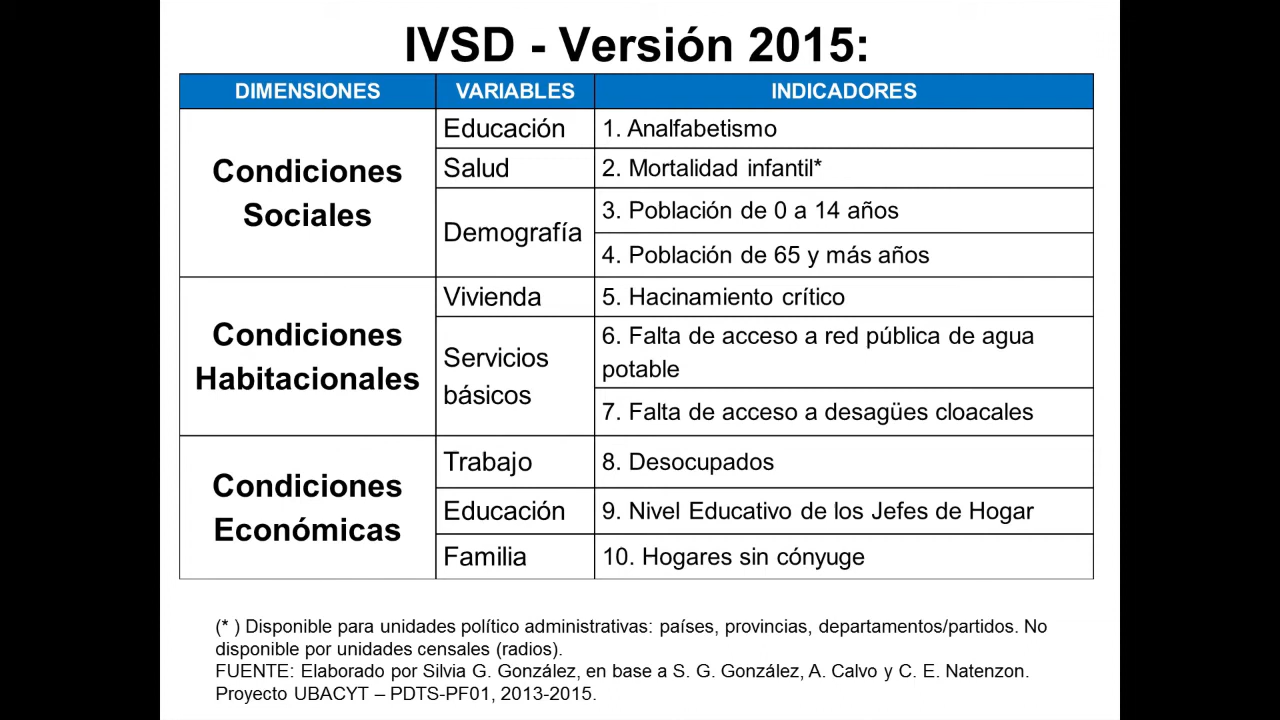 IVSD - Versión 2015:
DIMENSIONES VARIABLES INDICADORES
Condiciones
Sociales
Educación
1. Analfabetismo
Salud
2. Mortalidad infantil*
Demografía
3. Población de 0 a 14 años
4. Población de 65 y más años
Condiciones
Habitacionales
Vivienda
5. Hacinamiento crítico
Servicios
básicos
6. Falta de acceso a red pública de agua
potable
7. Falta de acceso a desagües cloacales
Condiciones
Económicas
Trabajo
8. Desocupados
Educación
9. Nivel Educativo de los Jefes de Hogar
Familia
10. Hogares sin cónyuge
(* ) Disponible para unidades político administrativas: países, provincias, departamentos/partidos. No
disponible por unidades censales (radios).
FUENTE: Elaborado por Silvia G. González, en base a S. G. González, A. Calvo y C. E. Natenzon.
Proyecto UBACYT – PDTS-PF01, 2013-2015.